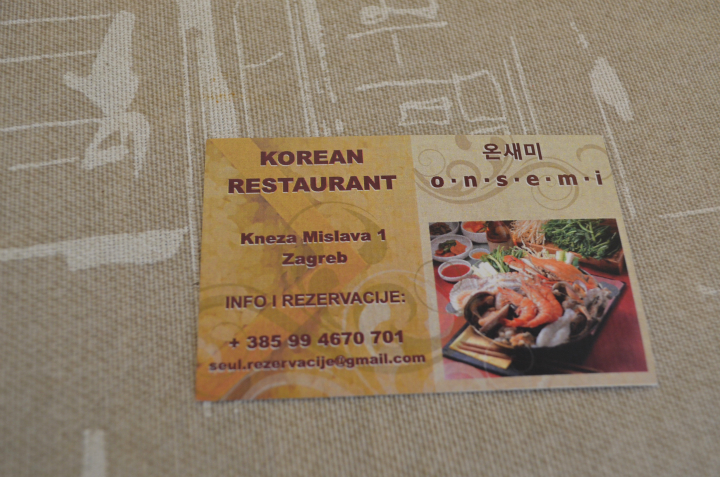 KOREAN
RESTAURANT
Kneza Mislava 1
Zagreb
INFO I REZERVACIJE:
+ 385 99 4670 701
seul.rezervacije@gmail.com
온새미
o·n·s·e·m·i